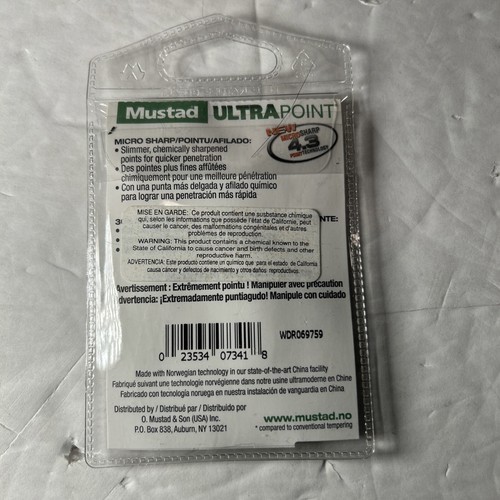 Mustad ULTRAPOINT
NEW
MICRO SHARP
4.3
POINT TECHNOLOGY
MICRO SHARP/POINTU/AFILADO:
• Slimmer, chemically sharpened
points for quicker penetration
• Des pointes plus fines affûtées
chimiquement pour une meilleure pénétration
• Con una punta más delgada y afilado químico
para lograr una penetración más rápida
NTE:
MISE EN GARDE: Ce produit contient une susbstance chimique
qui, selon les informations que possède l'état de Californie, peut
causer le cancer, des malformations congénitales et d'autres
problèmes de reproduction.
WARNING: This product contains a chemical known to the
State of California to cause cancer and birth defects and other
reproductive harm.
ADVERTENCIA: Este producto contiene un químico que para el estado de California
causa cáncer y defectos de nacimiento y otros daños reproductivos.
Avertissement : Extrêmement pointu ! Manipuler avec précaution
dvertencia: ¡Extremadamente puntiagudo! Manipule con cuidado
WDR069759
0 23534 07341 8
Made with Norwegian technology in our state-of-the-art China facility
Fabriqué suivant une technologie norvégienne dans notre usine ultramoderne en Chine
Fabricado con tecnología noruega en nuestra instalación de vanguardia en China
Distributed by / Distribué par / Distribuido por
O. Mustad & Son (USA) Inc.
P.O. Box 838, Auburn, NY 13021
www.mustad.no
* compared to conventional tempering